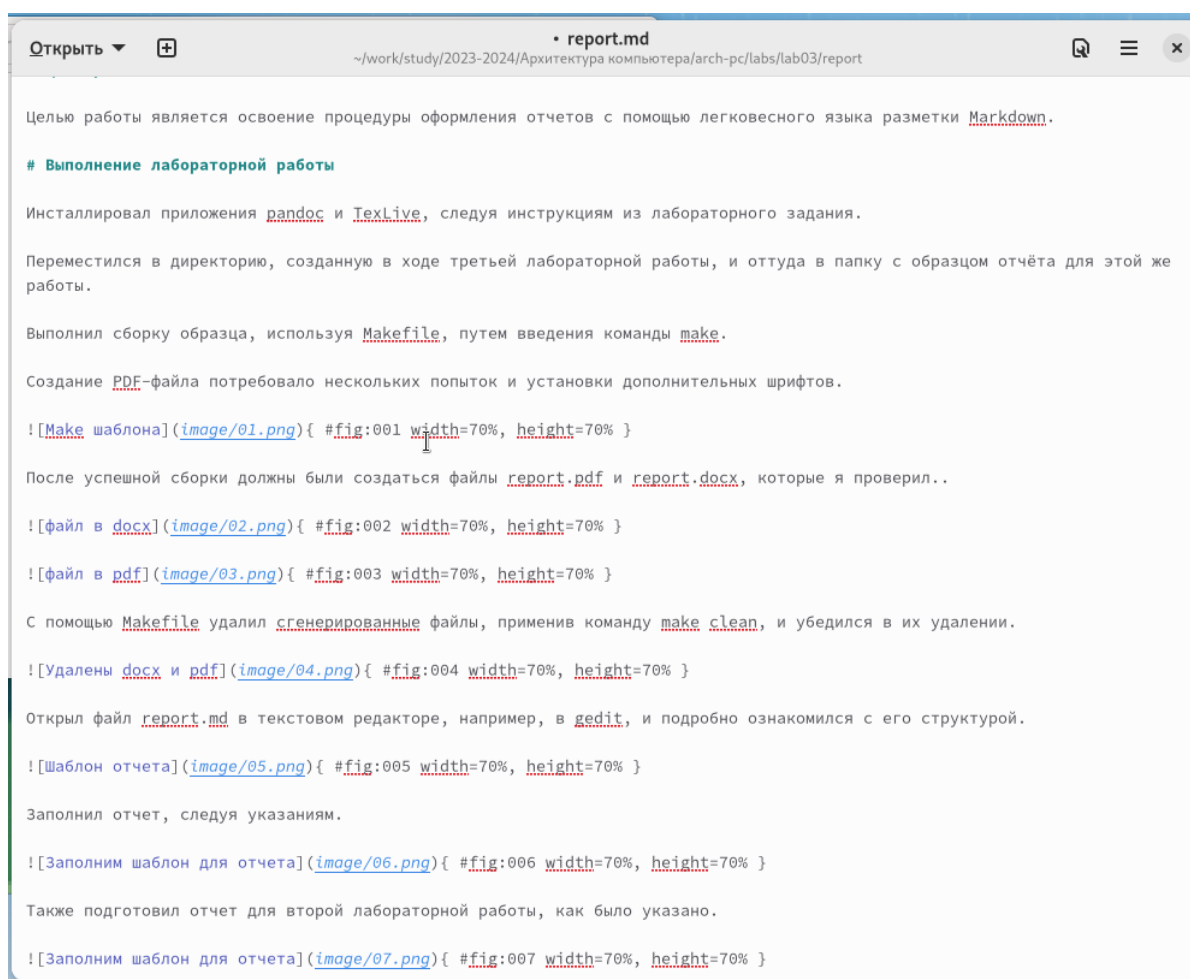 Открыть
• report.md
~/work/study/2023-2024/Архитектура компьютера/arch-pc/labs/lab03/report
Целью работы является освоение процедуры оформления отчетов с помощью легковесного языка разметки Markdown.
# Выполнение лабораторной работы
Инсталлировал приложения pandoc и TexLive, следуя инструкциям из лабораторного задания.
Переместился в директорию, созданную в ходе третьей лабораторной работы, и оттуда в папку с образцом отчёта для этой же
работы.
Выполнил сборку образца, используя Makefile, путем введения команды make.
Создание PDF-файла потребовало нескольких попыток и установки дополнительных шрифтов.
![Make шаблона](image/01.png){ #fig:001 width=70%, height=70% }
После успешной сборки должны были создаться файлы report.pdf и report.docx, которые я проверил..
![файл в docx](image/02.png){ #fig:002 width=70%, height=70% }
![файл в pdf](image/03.png){ #fig:003 width=70%, height=70% }
С помощью Makefile удалил сгенерированные файлы, применив команду make clean, и убедился в их удалении.
![Удалены docx и pdf](image/04.png){ #fig:004 width=70%, height=70% }
Открыл файл report.md в текстовом редакторе, например, в gedit, и подробно ознакомился с его структурой.
![Шаблон отчета](image/05.png){ #fig:005 width=70%, height=70% }
Заполнил отчет, следуя указаниям.
![Заполним шаблон для отчета](image/06.png){ #fig:006 width=70%, height=70% }
Также подготовил отчет для второй лабораторной работы, как было указано.
![Заполним шаблон для отчета](image/07.png){ #fig:007 width=70%, height=70% }